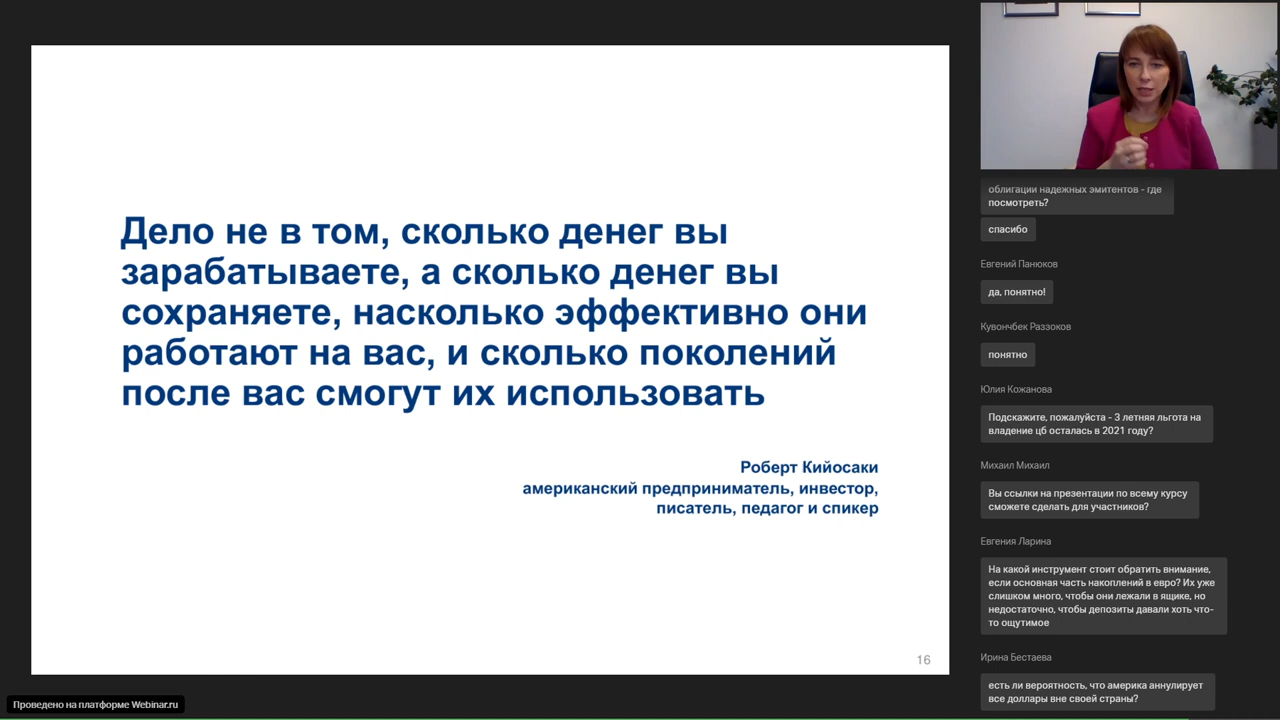 Дело не в том, сколько денег вы
зарабатываете, а сколько денег вы
сохраняете, насколько эффективно они
работают на вас, и сколько поколений
после вас смогут их использовать
Роберт Кийосаки
американский предприниматель, инвестор,
писатель, педагог и спикер
16
Проведено на платформе Webinar.ru
облигации надежных эмитентов - где
посмотреть?
спасибо
Евгений Панюков
да, понятно!
Кувончбек Раззоков
понятно
Юлия Кожанова
Подскажите, пожалуйста - 3 летняя льгота на
владение цб осталась в 2021 году?
Михаил Михаил
Вы ссылки на презентации по всему курсу
сможете сделать для участников?
Евгения Ларина
На какой инструмент стоит обратить внимание,
если основная часть накоплений в евро? Их уже
слишком много, чтобы они лежали в ящике, но
недостаточно, чтобы депозиты давали хоть что-
то ощутимое
Ирина Бестаева
есть ли вероятность, что америка аннулирует
все доллары вне своей страны?